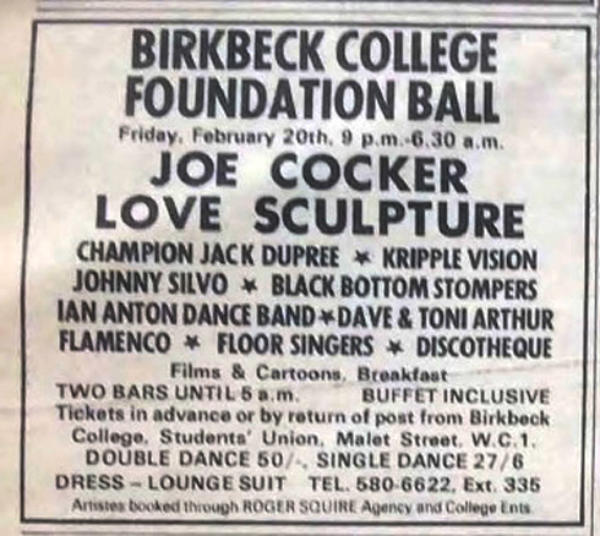 BIRKBECK COLLEGE
FOUNDATION BALL
Friday, February 20th, 9 p.m.-6.30 a.m.
JOE COCKER
LOVE SCULPTURE
CHAMPION JACK DUPREE ★ KRIPPLE VISION
JOHNNY SILVO ★ BLACK BOTTOM STOMPERS
IAN ANTON DANCE BAND ★ DAVE & TONI ARTHUR
FLAMENCO ★ FLOOR SINGERS ★ DISCOTHEQUE
Films & Cartoons, Breakfast
TWO BARS UNTIL 5 a.m. BUFFET INCLUSIVE
Tickets in advance or by return of post from Birkbeck
College, Students' Union, Malet Street, W.C.1.
DOUBLE DANCE 50/-, SINGLE DANCE 27/6
DRESS – LOUNGE SUIT TEL. 580-6622, Ext. 335
Artistes booked through ROGER SQUIRE Agency and College Ents.